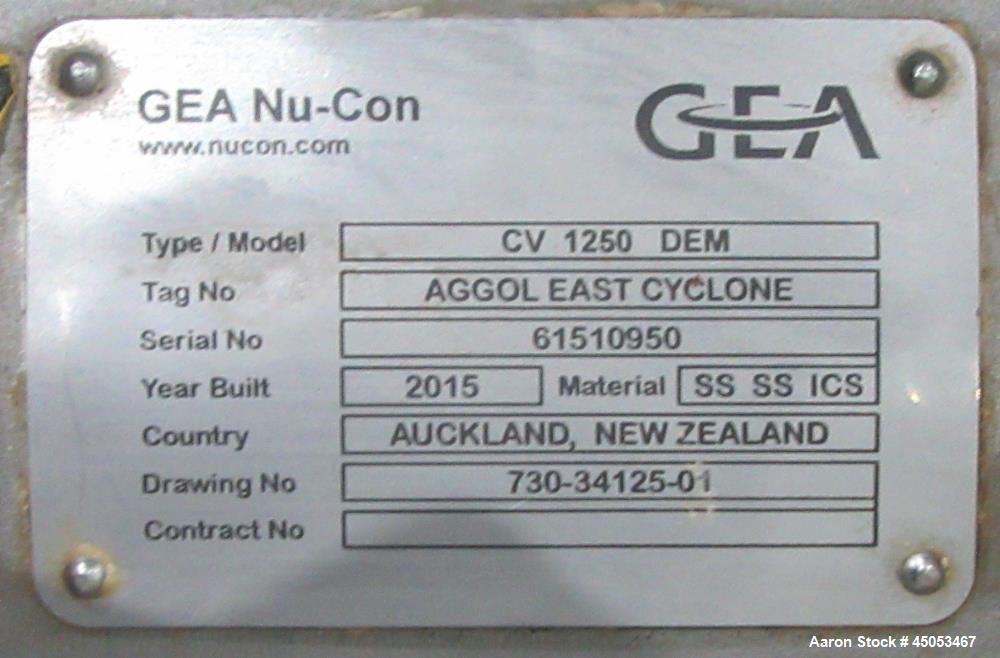 GEA Nu-Con
www.nucon.com
GEA
Type / Model CV 1250 DEM
Tag No AGGOL EAST CYCLONE
Serial No 61510950
Year Built 2015 Material SS SS ICS
Country AUCKLAND, NEW ZEALAND
Drawing No 730-34125-01
Contract No
Aaron Stock # 45053467